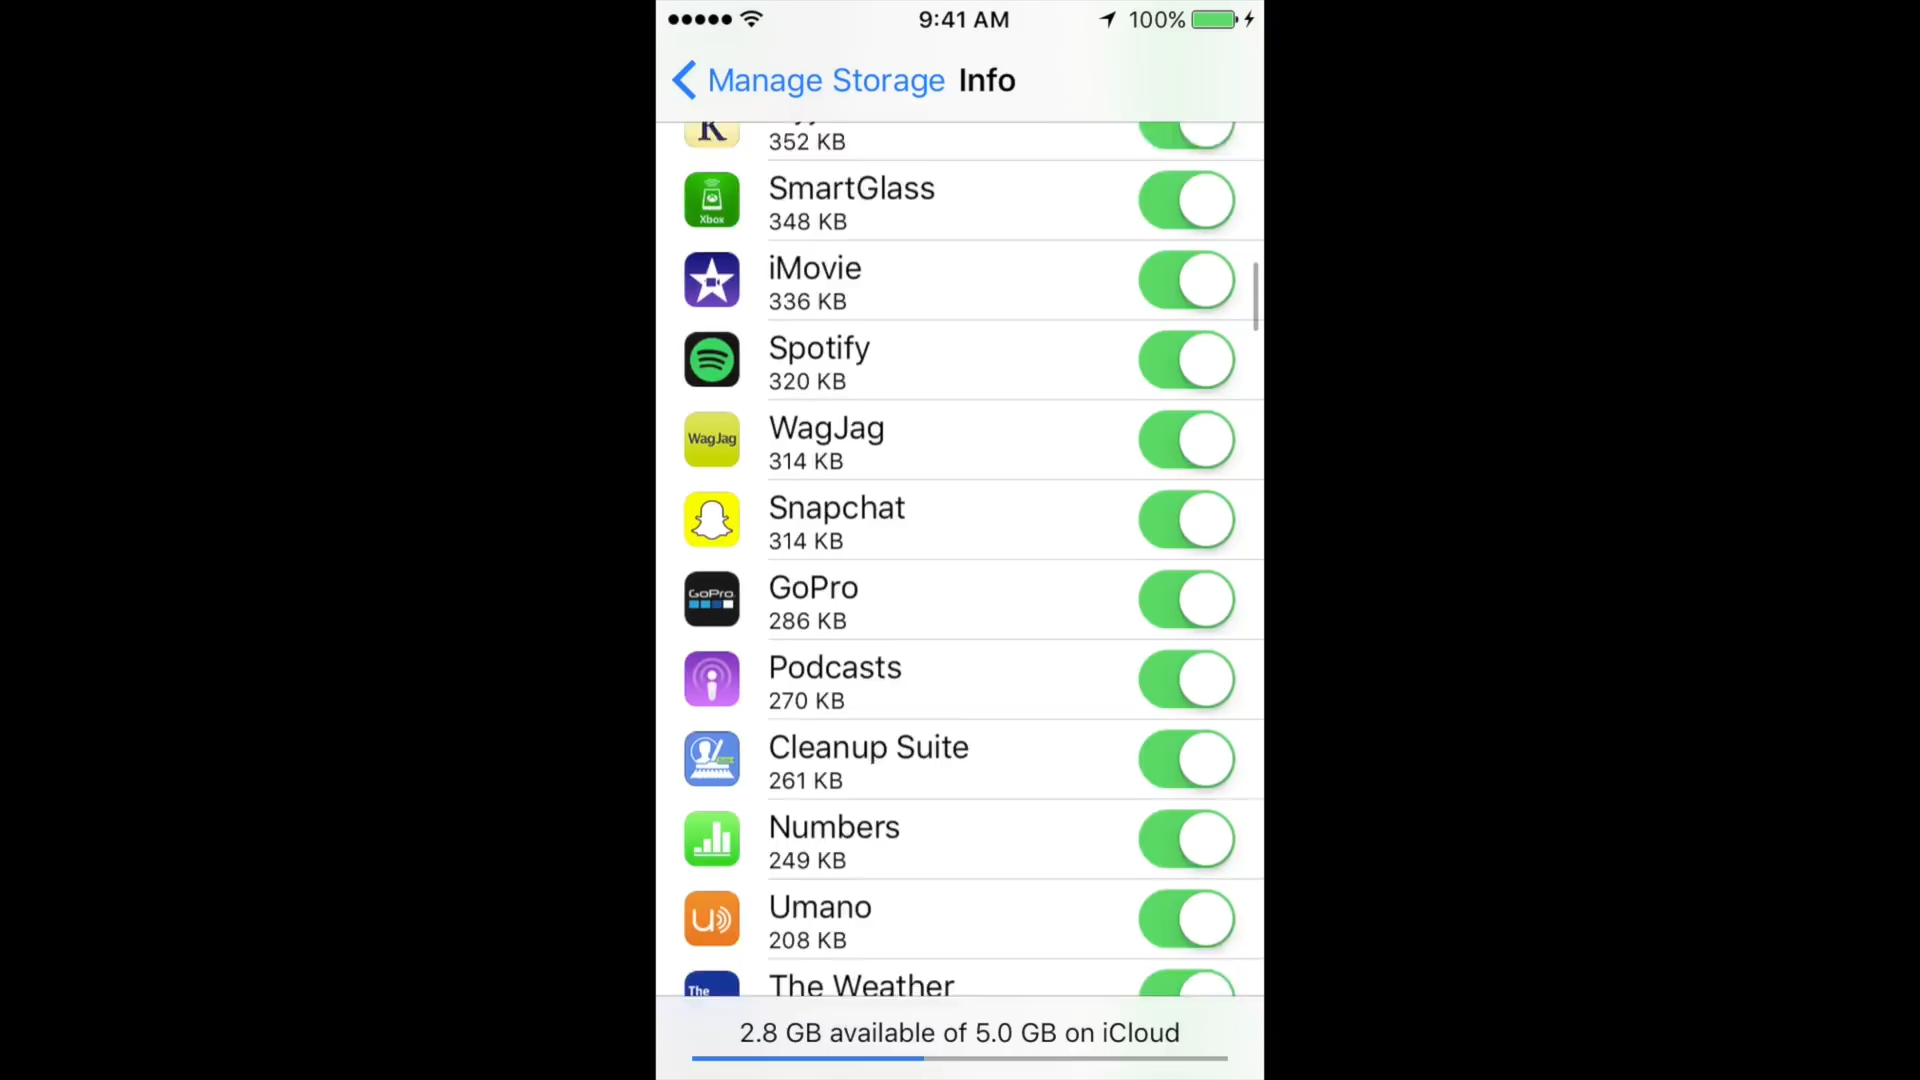 9:41 AM
100%
Manage Storage Info
K
352 KB
SmartGlass
348 KB
Xbox
iMovie
336 KB
Spotify
320 KB
WagJag
WagJag
314 KB
Snapchat
314 KB
GoPro
GoPro
286 KB
Podcasts
270 KB
Cleanup Suite
261 KB
Numbers
249 KB
Umano
U
208 KB
The Weather
The
2.8 GB available of 5.0 GB on iCloud